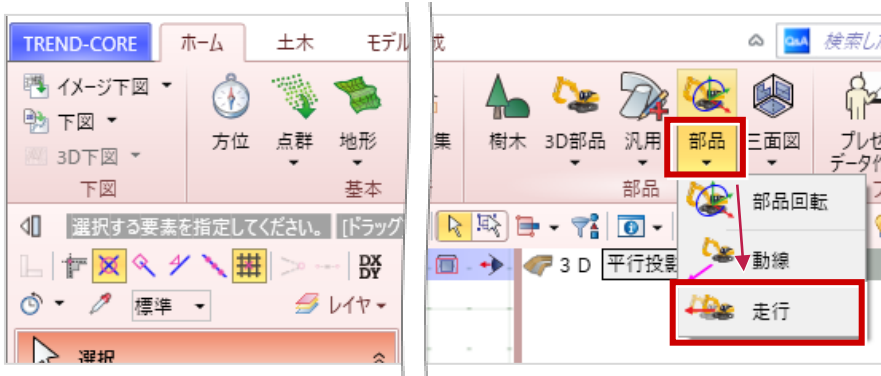 TREND-CORE ホーム 土木 モデル 成 Q&A 検索した
イメージ下図
下図
3D下図
方位 点群 地形 集 樹木 3D部品 汎用 部品 三面図 プレゼ
データ作
下図 基本 部品
部品回転
動線
走行
選択する要素を指定してください。 [ドラッグ
DX
DY
3 D 平行投影
標準 レイヤ
選択